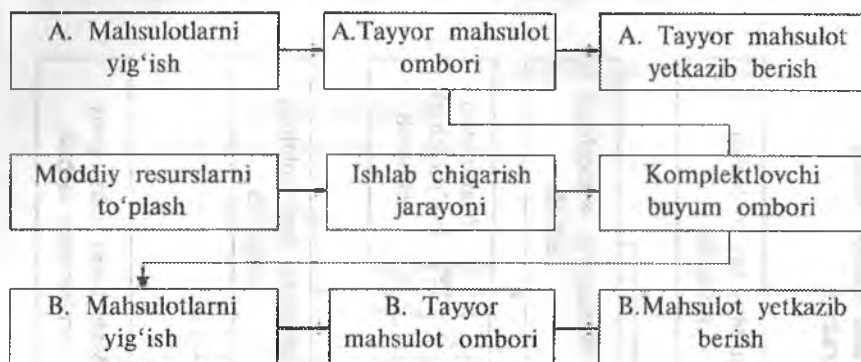 A. Mahsulotlarni
yig‘ish
A.Tayyor mahsulot
ombori
A. Tayyor mahsulot
yetkazib berish
Moddiy resurslarni
to‘plash
Ishlab chiqarish
jarayoni
Komplektlovchi
buyum ombori
B. Mahsulotlarni
yig‘ish
B. Tayyor
mahsulot ombori
B.Mahsulot yetkazib
berish